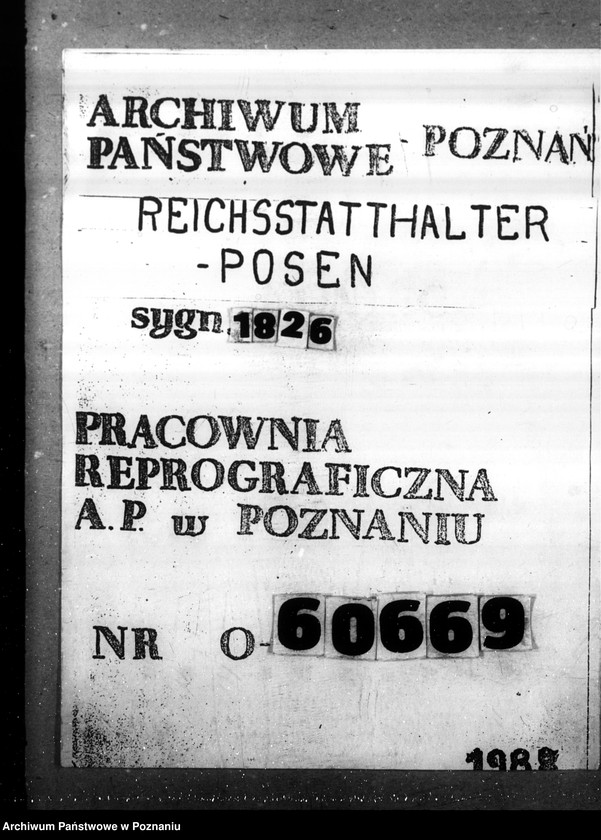 ARCHIWUM
PAŃSTWOWE - POZNAŃ
REICHSSTATTHALTER
-POSEN
sygn. 1826
PRACOWNIA
REPROGRAFICZNA
A.P. w POZNANIU
NR O-60669
Archiwum Państwowe w Poznaniu